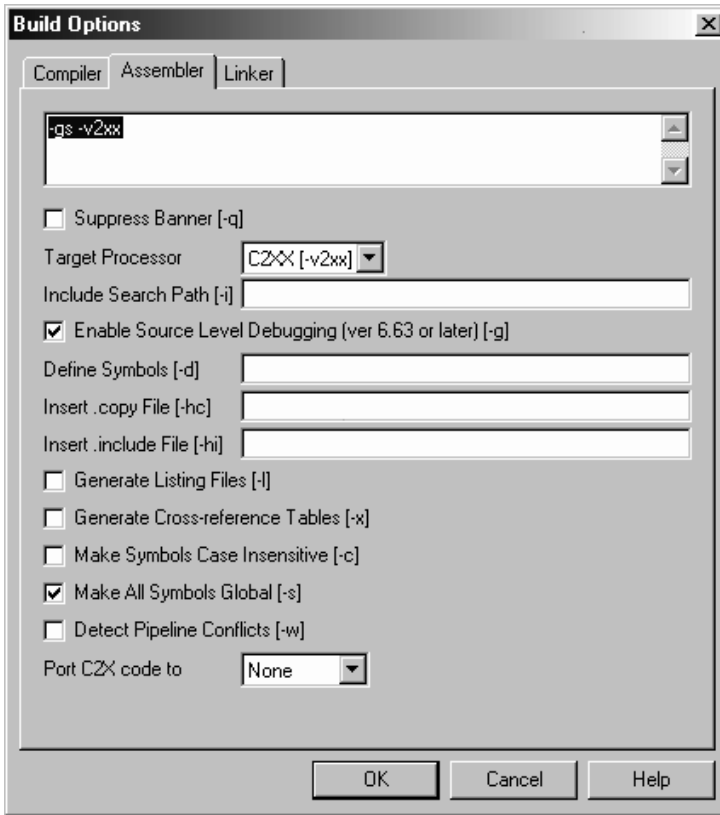 Build Options
Compiler Assembler Linker
-gs -v2xx
Suppress Banner [-q]
Target Processor C2XX [-v2xx]
Include Search Path [-i]
Enable Source Level Debugging (ver 6.63 or later) [-g]
Define Symbols [-d]
Insert .copy File [-hc]
Insert .include File [-hi]
Generate Listing Files [-l]
Generate Cross-reference Tables [-x]
Make Symbols Case Insensitive [-c]
Make All Symbols Global [-s]
Detect Pipeline Conflicts [-w]
Port C2X code to None
OK Cancel Help